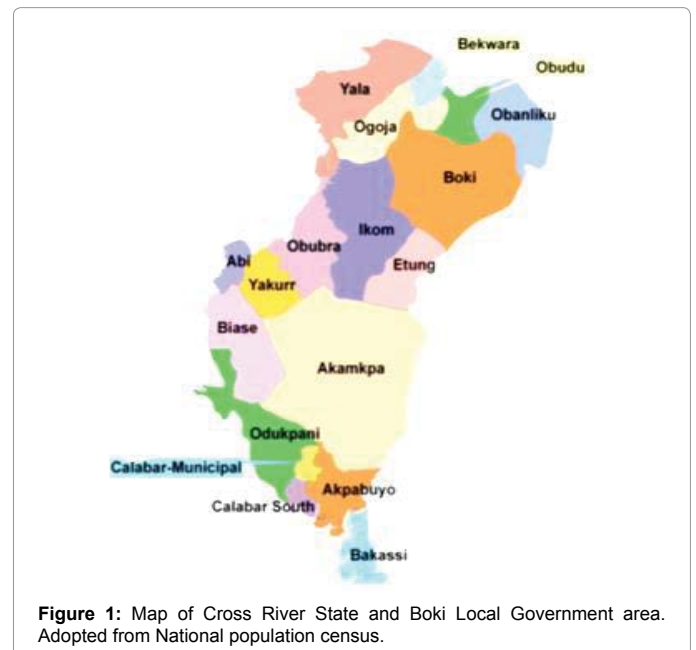 Bekwara
Obudu
Yala
Obanliku
Ogoja
Boki
Ikom
Obubra
Abi
Etung
Yakurr
Biase
Akamkpa
Odukpani
Calabar-Municipal
Akpabuyo
Calabar South
Bakassi
Figure 1: Map of Cross River State and Boki Local Government area.
Adopted from National population census.